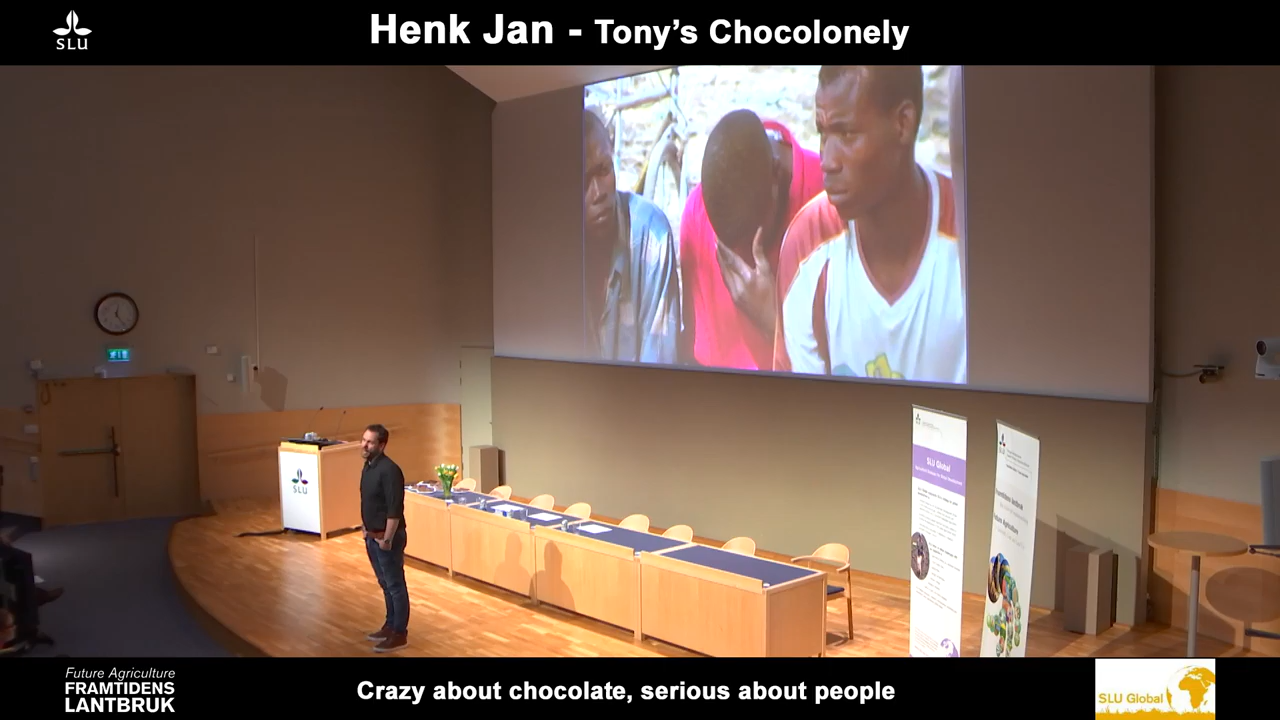 SLU
Henk Jan - Tony's Chocolonely
SLU
SLU Global
SLU
Future Agriculture
FRAMTIDENS
LANTBRUK
Crazy about chocolate, serious about people
SLU Global